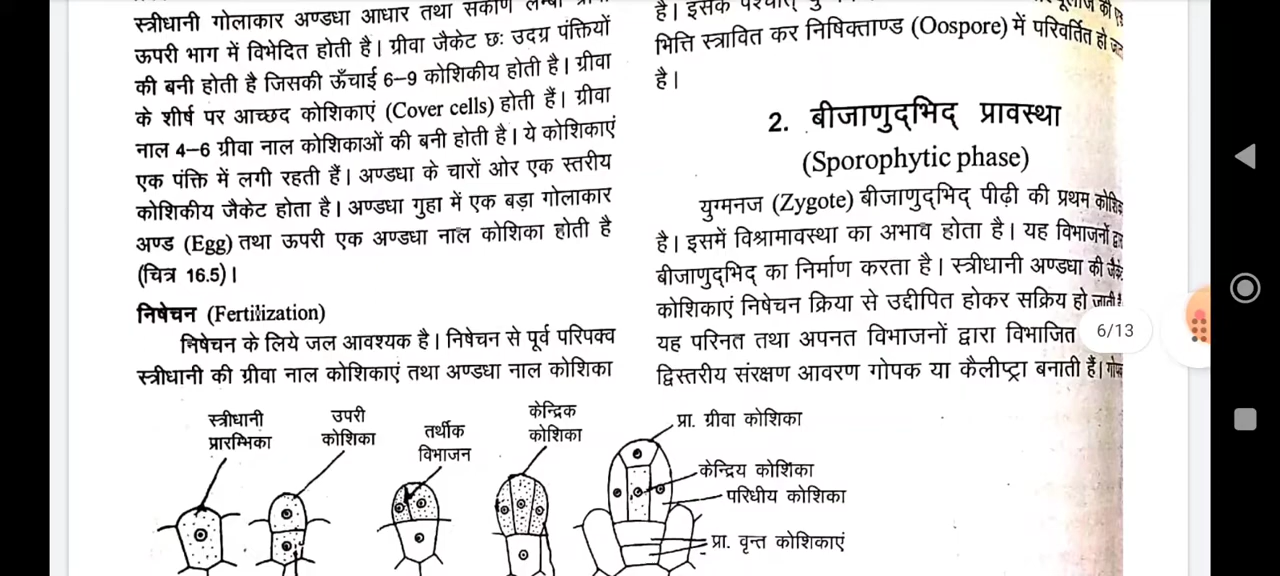 स्त्रीधानी गोलाकार अण्डधा आधार तथा
ऊपरी भाग में विभेदित होती है। ग्रीवा जैकेट छः उदग्र पंक्तियों
की बनी होती है जिसकी ऊँचाई 6–9 कोशिकीय होती है। ग्रीवा
के शीर्ष पर आच्छद कोशिकाएं (Cover cells) होती हैं। ग्रीवा
नाल 4–6 ग्रीवा नाल कोशिकाओं की बनी होती है। ये कोशिकाएं
एक पंक्ति में लगी रहती हैं। अण्डधा के चारों ओर एक स्तरीय
कोशिकीय जैकेट होता है। अण्डधा गुहा में एक बड़ा गोलाकार
अण्ड (Egg) तथा ऊपरी एक अण्डधा नाल कोशिका होती है
(चित्र 16.5)।
निषेचन (Fertilization)
निषेचन के लिये जल आवश्यक है। निषेचन से पूर्व परिपक्व
स्त्रीधानी की ग्रीवा नाल कोशिकाएं तथा अण्डधा नाल कोशिका
है। इसके पश्चात्
भित्ति स्त्रावित कर निषिक्ताण्ड (Oospore) में परिवर्तित हो
है।
2. बीजाणुद्भिद् प्रावस्था
(Sporophytic phase)
युग्मनज (Zygote) बीजाणुद्भिद् पीढ़ी की प्रथम
है। इसमें विश्रामावस्था का अभाव होता है। यह विभाजनों
बीजाणुद्भिद् का निर्माण करता है। स्त्रीधानी अण्डधा की
कोशिकाएं निषेचन क्रिया से उद्दीपित होकर सक्रिय हो जाती
यह परिनत तथा अपनत विभाजनों द्वारा विभाजित
6/13
द्विस्तरीय संरक्षण आवरण गोपक या कैलीप्ट्रा बनाती हैं।
स्त्रीधानी
प्रारम्भिका
उपरी
कोशिका
तर्थीक
विभाजन
केन्द्रिक
कोशिका
प्रा. ग्रीवा कोशिका
केन्द्रिय कोशिका
परिधीय कोशिका
प्रा. वृन्त कोशिकाएं